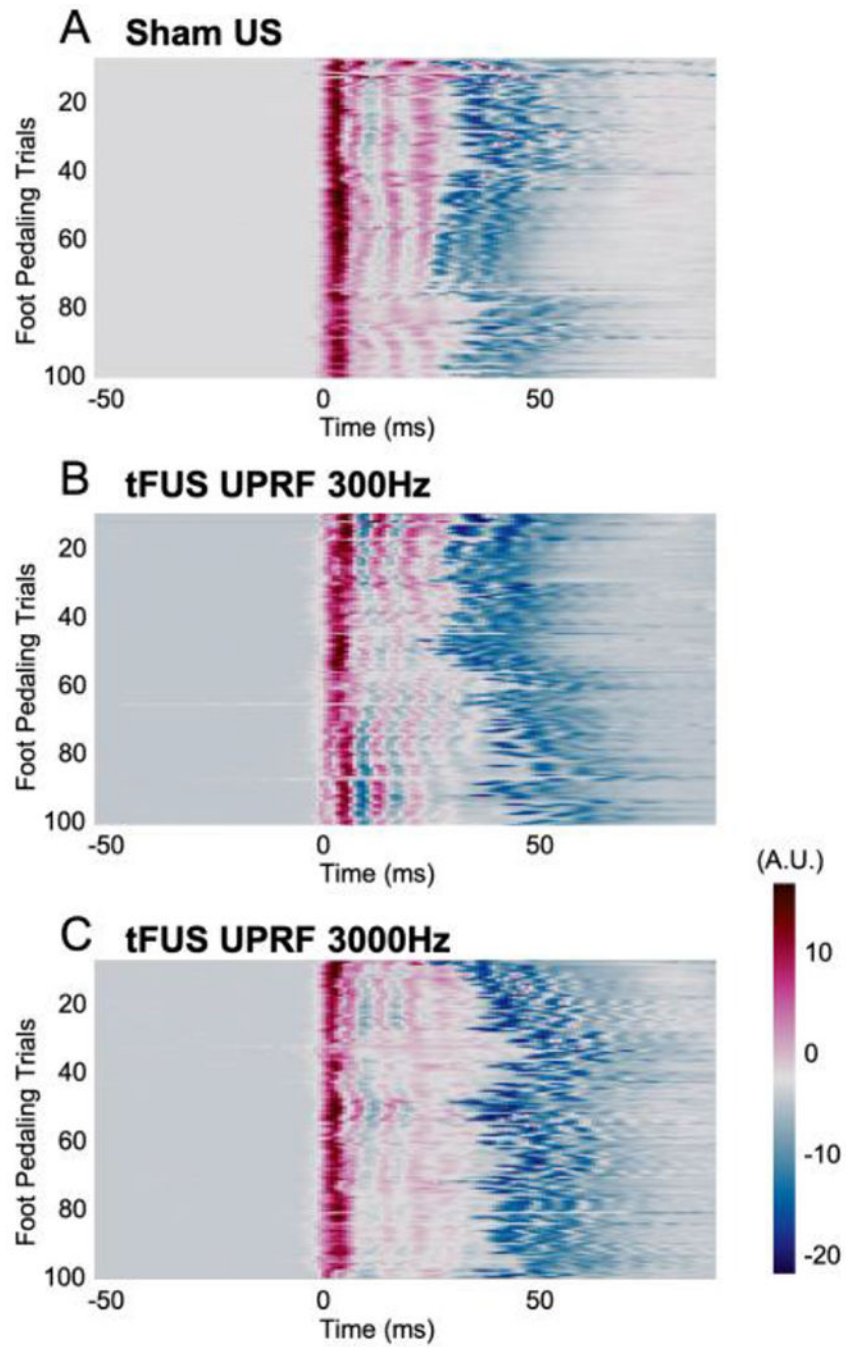 A Sham US
Foot Pedaling Trials
20
40
60
80
100
-50 0 50
Time (ms)
B tFUS UPRF 300Hz
Foot Pedaling Trials
20
40
60
80
100
-50 0 50
Time (ms)
(A.U.)
10
0
-10
-20
C tFUS UPRF 3000Hz
Foot Pedaling Trials
20
40
60
80
100
-50 0 50
Time (ms)